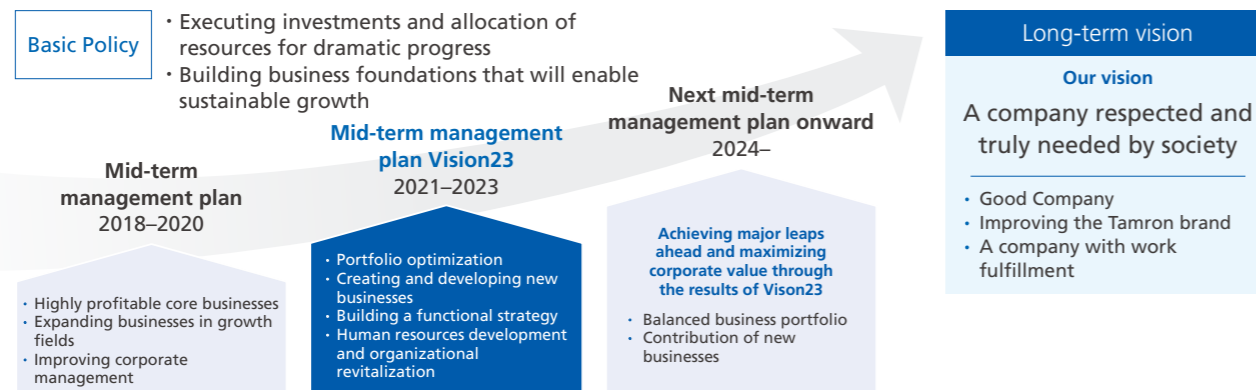 Basic Policy
・Executing investments and allocation of
resources for dramatic progress
・Building business foundations that will enable
sustainable growth
Mid-term
management plan
2018–2020
• Highly profitable core businesses
• Expanding businesses in growth
fields
• Improving corporate
management
Mid-term management
plan Vision23
2021–2023
• Portfolio optimization
• Creating and developing new
businesses
• Building a functional strategy
• Human resources development
and organizational
revitalization
Next mid-term
management plan onward
2024–
Achieving major leaps
ahead and maximizing
corporate value through
the results of Vison23
• Balanced business portfolio
• Contribution of new
businesses
Long-term vision
Our vision
A company respected and
truly needed by society
• Good Company
• Improving the Tamron brand
• A company with work
fulfillment